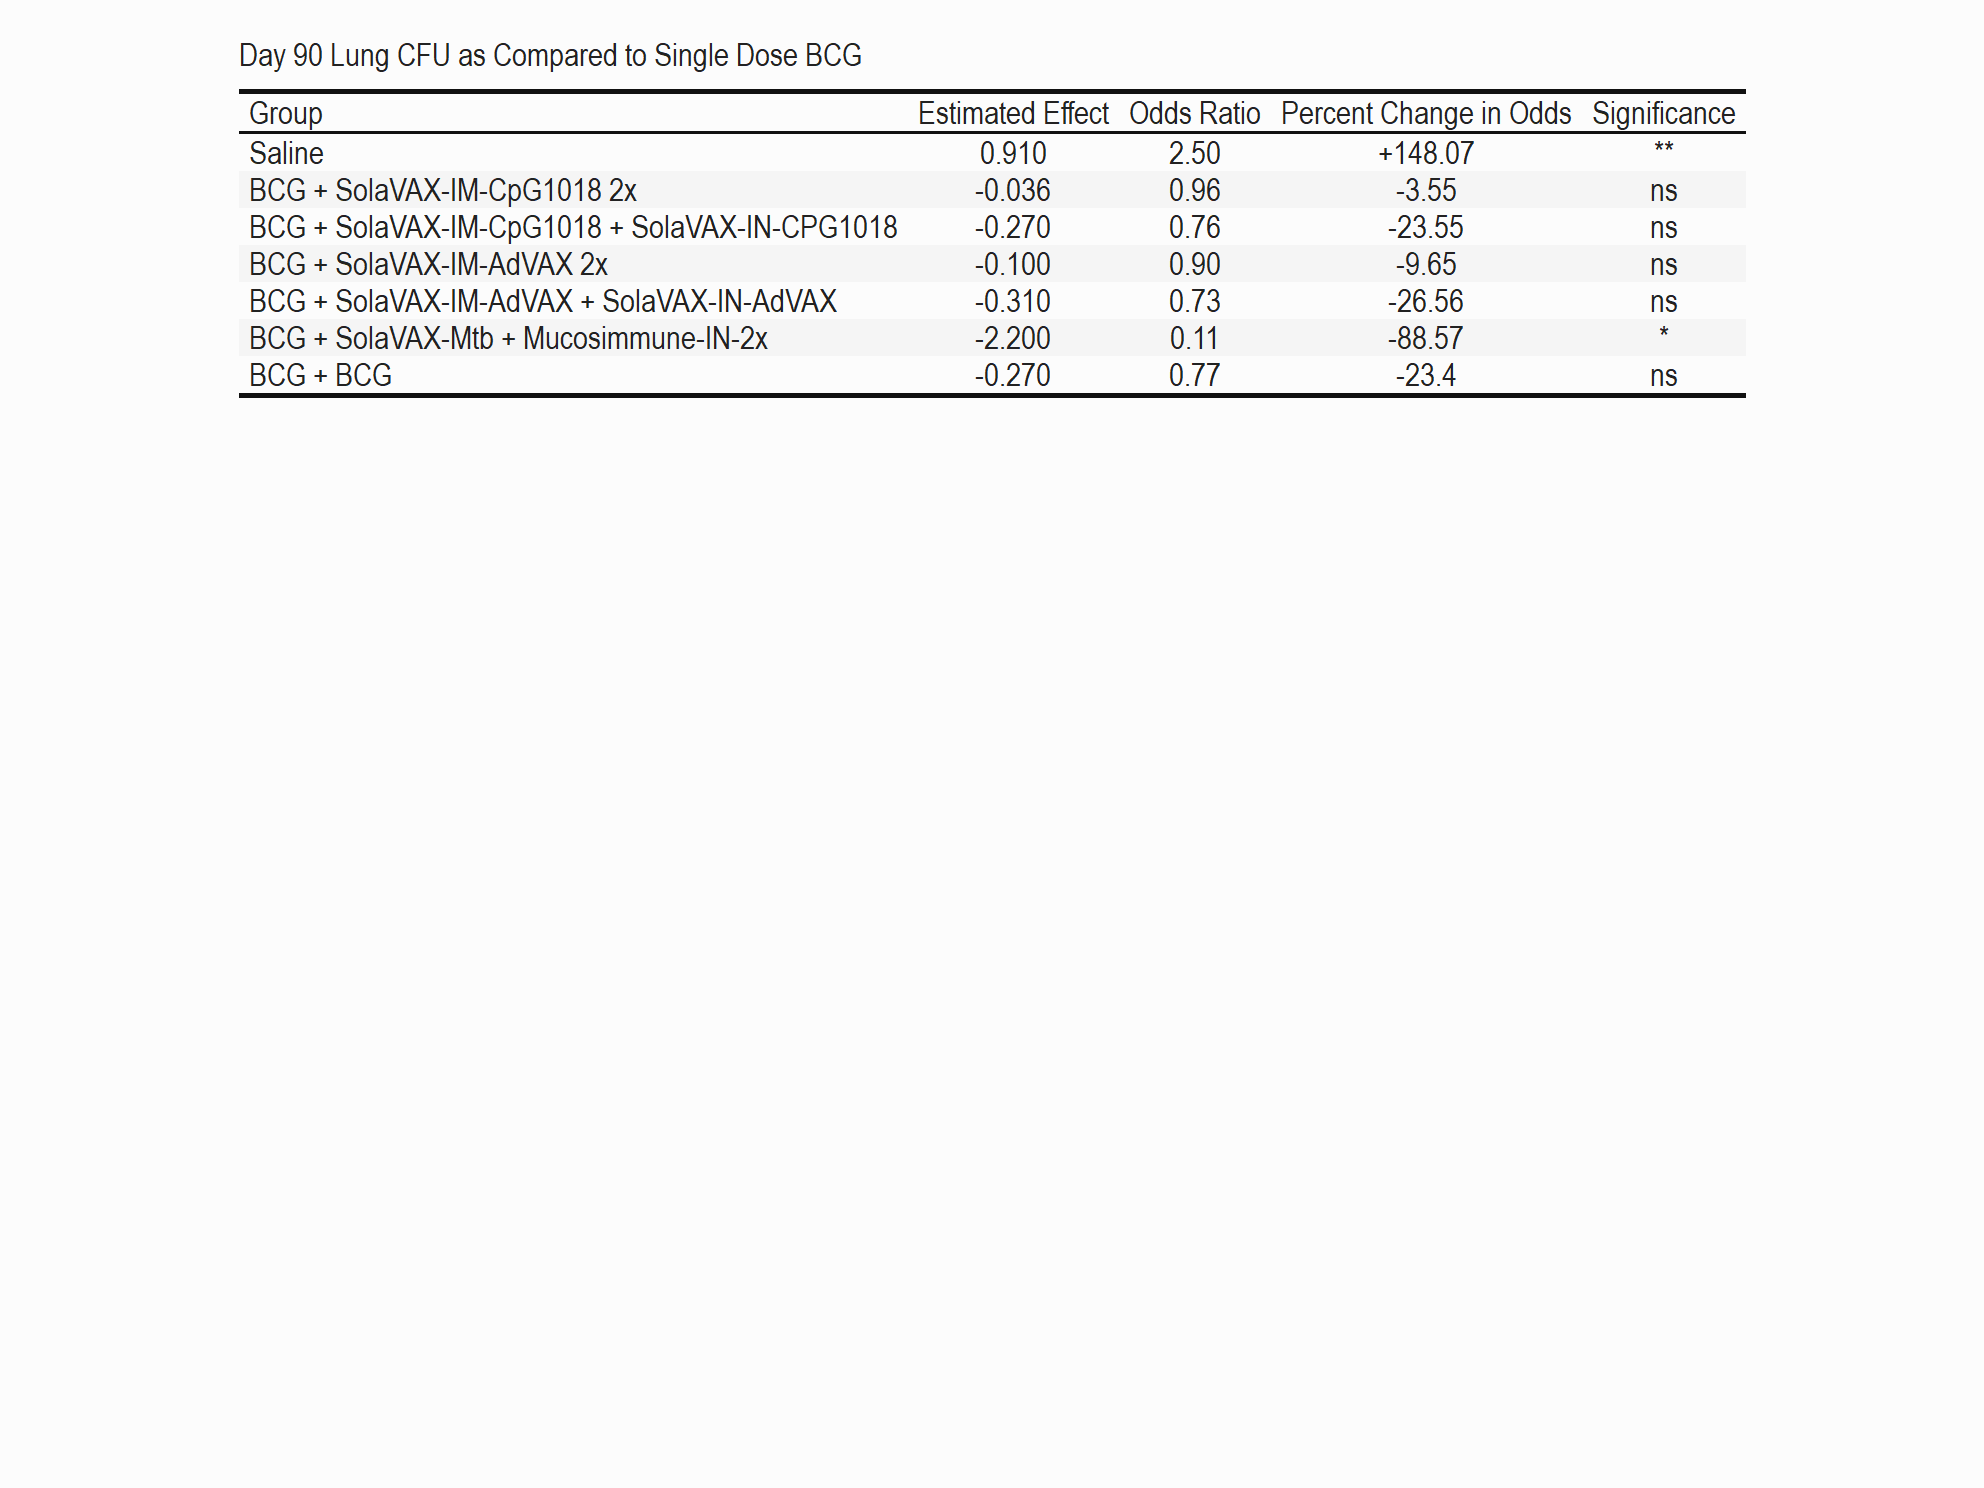 Day 90 Lung CFU as Compared to Single Dose BCG
Group Estimated Effect Odds Ratio Percent Change in Odds Significance
Saline 0.910 2.50 +148.07 **
BCG + SolaVAX-IM-CpG1018 2x -0.036 0.96 -3.55 ns
BCG + SolaVAX-IM-CpG1018 + SolaVAX-IN-CPG1018 -0.270 0.76 -23.55 ns
BCG + SolaVAX-IM-AdVAX 2x -0.100 0.90 -9.65 ns
BCG + SolaVAX-IM-AdVAX + SolaVAX-IN-AdVAX -0.310 0.73 -26.56 ns
BCG + SolaVAX-Mtb + Mucosimmune-IN-2x -2.200 0.11 -88.57 *
BCG + BCG -0.270 0.77 -23.4 ns